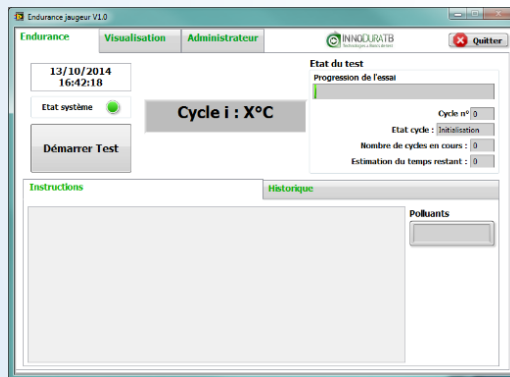 Endurance jaugeur V1.0
Endurance
Visualisation
Administrateur
INNODURATB
Quitter
13/10/2014
16:42:18
Etat système
Démarrer Test
Cycle i : X°C
Etat du test
Progression de l'essai
Cycle n° 0
Etat cycle : Initialisation
Nombre de cycles en cours : 0
Estimation du temps restant : 0
Instructions
Historique
Polluants